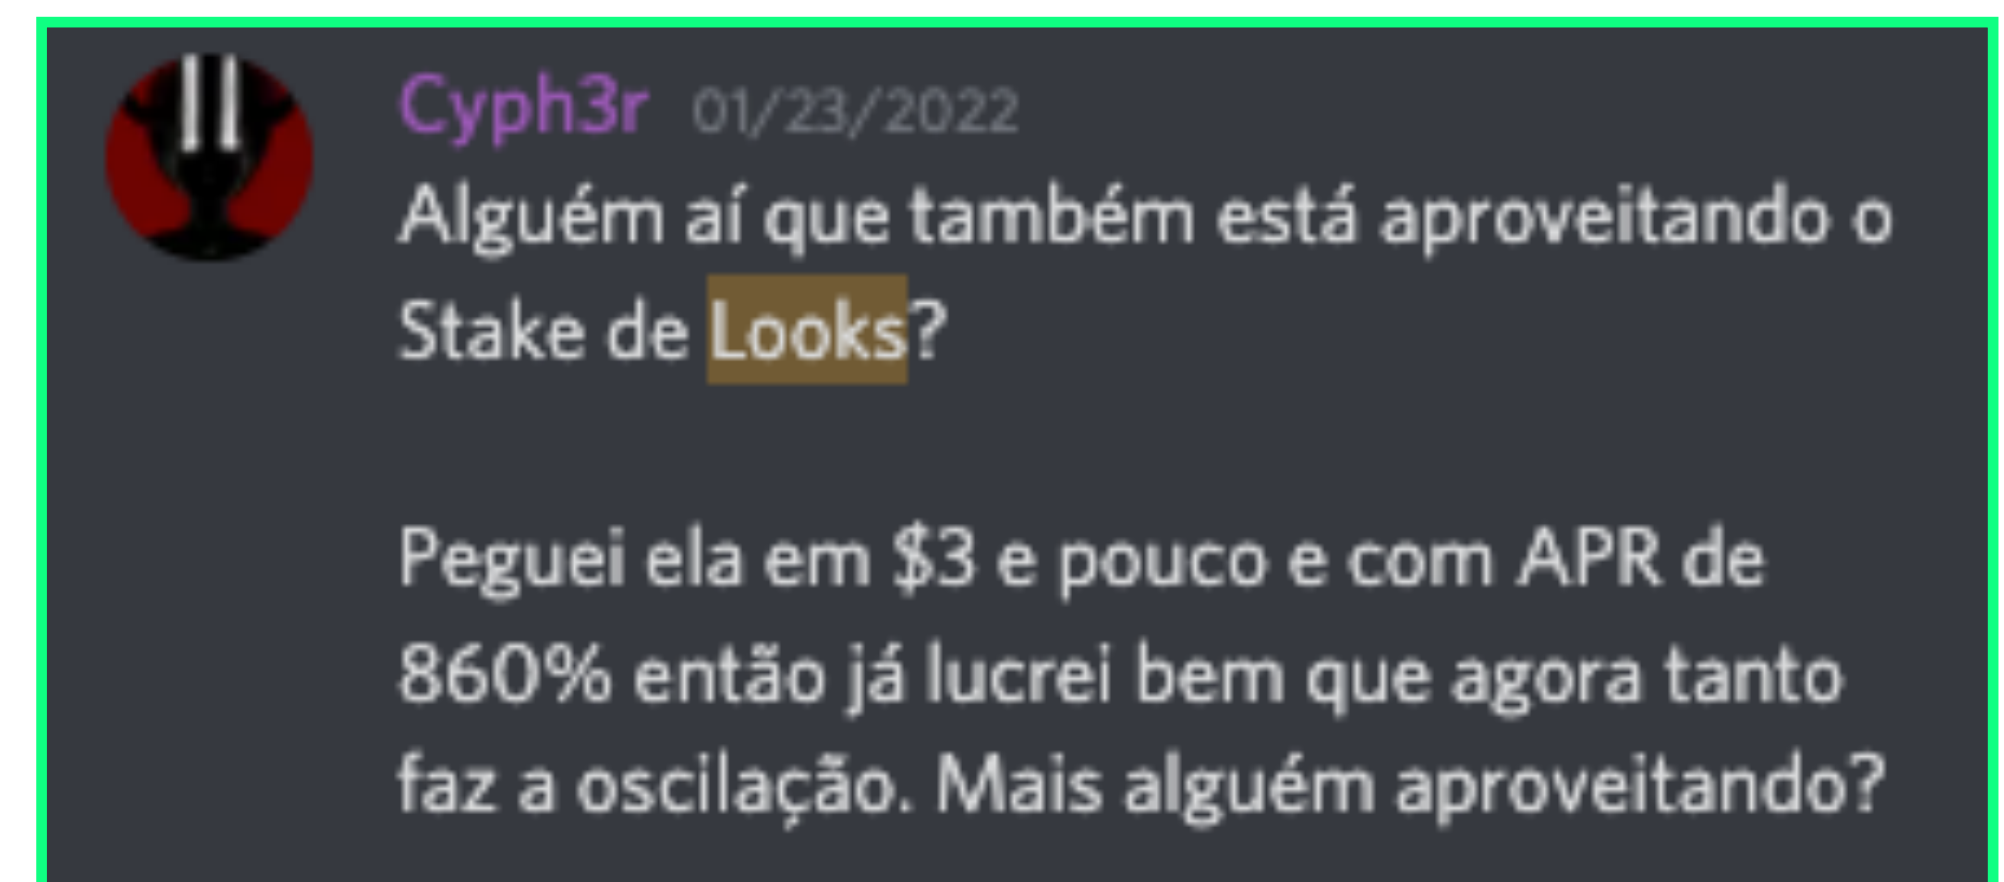 Cyph3r 01/23/2022
Alguém aí que também está aproveitando o
Stake de Looks?
Peguei ela em $3 e pouco e com APR de
860% então já lucrei bem que agora tanto
faz a oscilação. Mais alguém aproveitando?